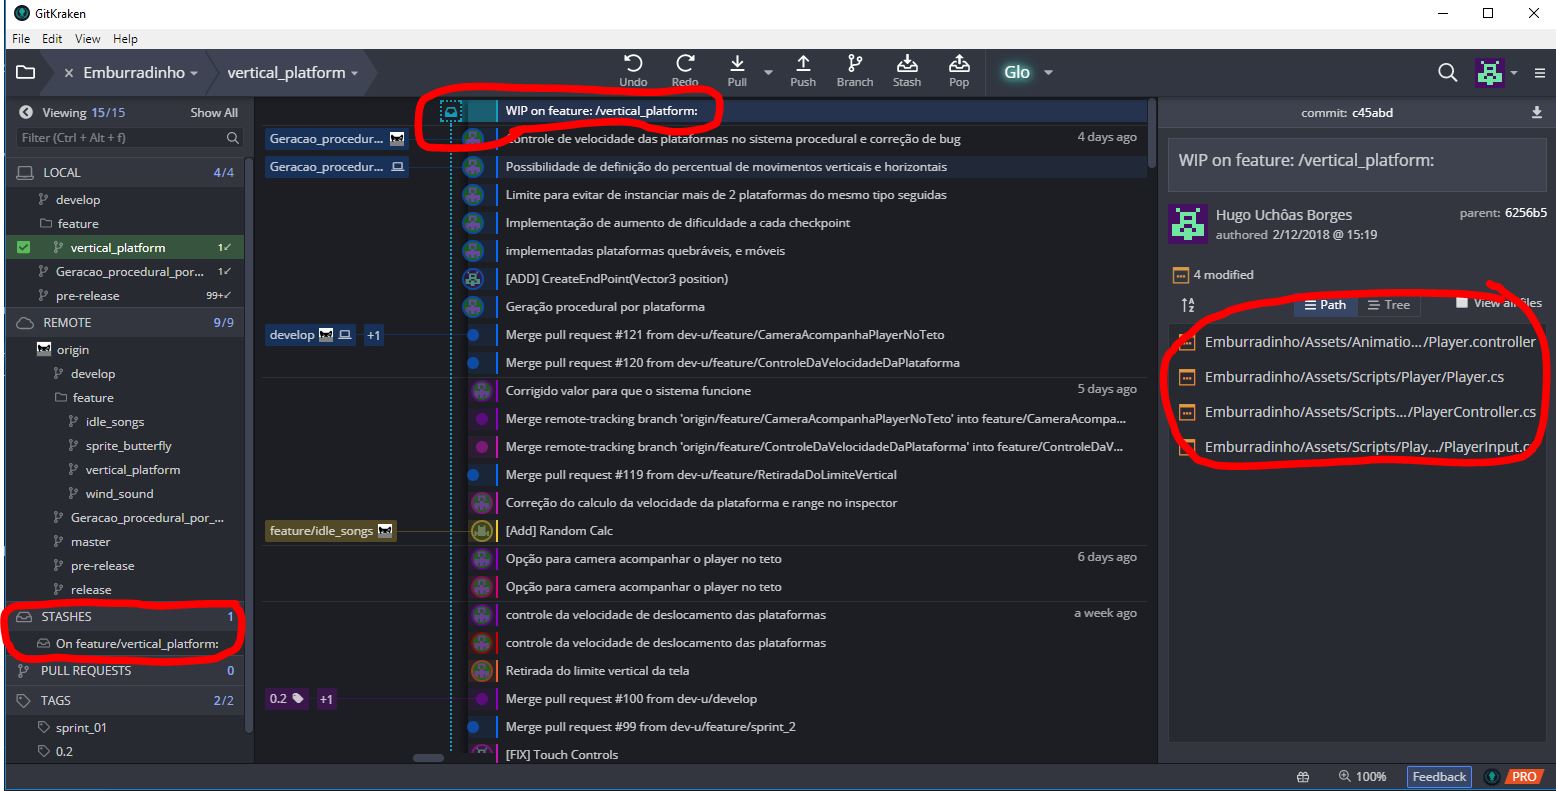 GitKraken
File Edit View Help
Emburradinho
vertical_platform
Undo
Redo
Pull
Push
Branch
Stash
Pop
Glo
Viewing 15/15 Show All
Filter (Ctrl + Alt + f)
LOCAL 4/4
develop
feature
vertical_platform 1
Geracao_procedural_por... 1
pre-release 99+
REMOTE 9/9
origin
develop
feature
idle_songs
sprite_butterfly
vertical_platform
wind_sound
Geracao_procedural_por_...
master
pre-release
release
STASHES 1
On feature/vertical_platform:
PULL REQUESTS 0
TAGS 2/2
sprint_01
0.2
WIP on feature: /vertical_platform:
Geracao_procedur... Controle de velocidade das plataformas no sistema procedural e correção de bug 4 days ago
Geracao_procedur... Possibilidade de definição do percentual de movimentos verticais e horizontais
Limite para evitar de instanciar mais de 2 plataformas do mesmo tipo seguidas
Implementação de aumento de dificuldade a cada checkpoint
implementadas plataformas quebráveis, e móveis
[ADD] CreateEndPoint(Vector3 position)
Geração procedural por plataforma
develop +1 Merge pull request #121 from dev-u/feature/CameraAcompanhaPlayerNoTeto
Merge pull request #120 from dev-u/feature/ControleDaVelocidadeDaPlataforma
Corrigido valor para que o sistema funcione 5 days ago
Merge remote-tracking branch 'origin/feature/CameraAcompanhaPlayerNoTeto' into feature/CameraAcompa...
Merge remote-tracking branch 'origin/feature/ControleDaVelocidadeDaPlataforma' into feature/ControleDaV...
Merge pull request #119 from dev-u/feature/RetiradaDoLimiteVertical
Correção do calculo da velocidade da plataforma e range no inspector
feature/idle_songs [Add] Random Calc
Opção para camera acompanhar o player no teto 6 days ago
Opção para camera acompanhar o player no teto
controle da velocidade de deslocamento das plataformas a week ago
controle da velocidade de deslocamento das plataformas
Retirada do limite vertical da tela
0.2 +1 Merge pull request #100 from dev-u/develop
Merge pull request #99 from dev-u/feature/sprint_2
[FIX] Touch Controls
commit: c45abd
WIP on feature: /vertical_platform:
Hugo Uchôas Borges parent: 6256b5
authored 2/12/2018 @ 15:19
4 modified
Path Tree View all files
Emburradinho/Assets/Animatio.../Player.controller
Emburradinho/Assets/Scripts/Player/Player.cs
Emburradinho/Assets/Scripts.../PlayerController.cs
Emburradinho/Assets/Scripts/Play.../PlayerInput.c
100% Feedback PRO